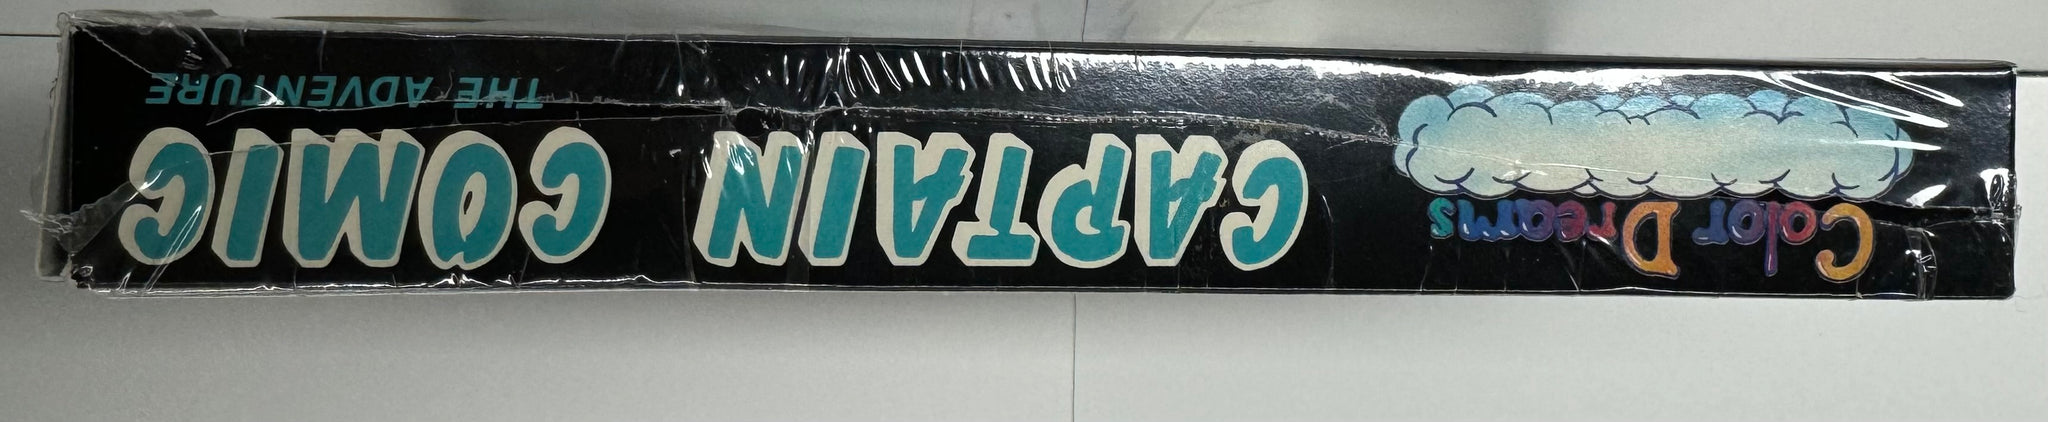 Color Dreams
CAPTAIN COMIC
THE ADVENTURE